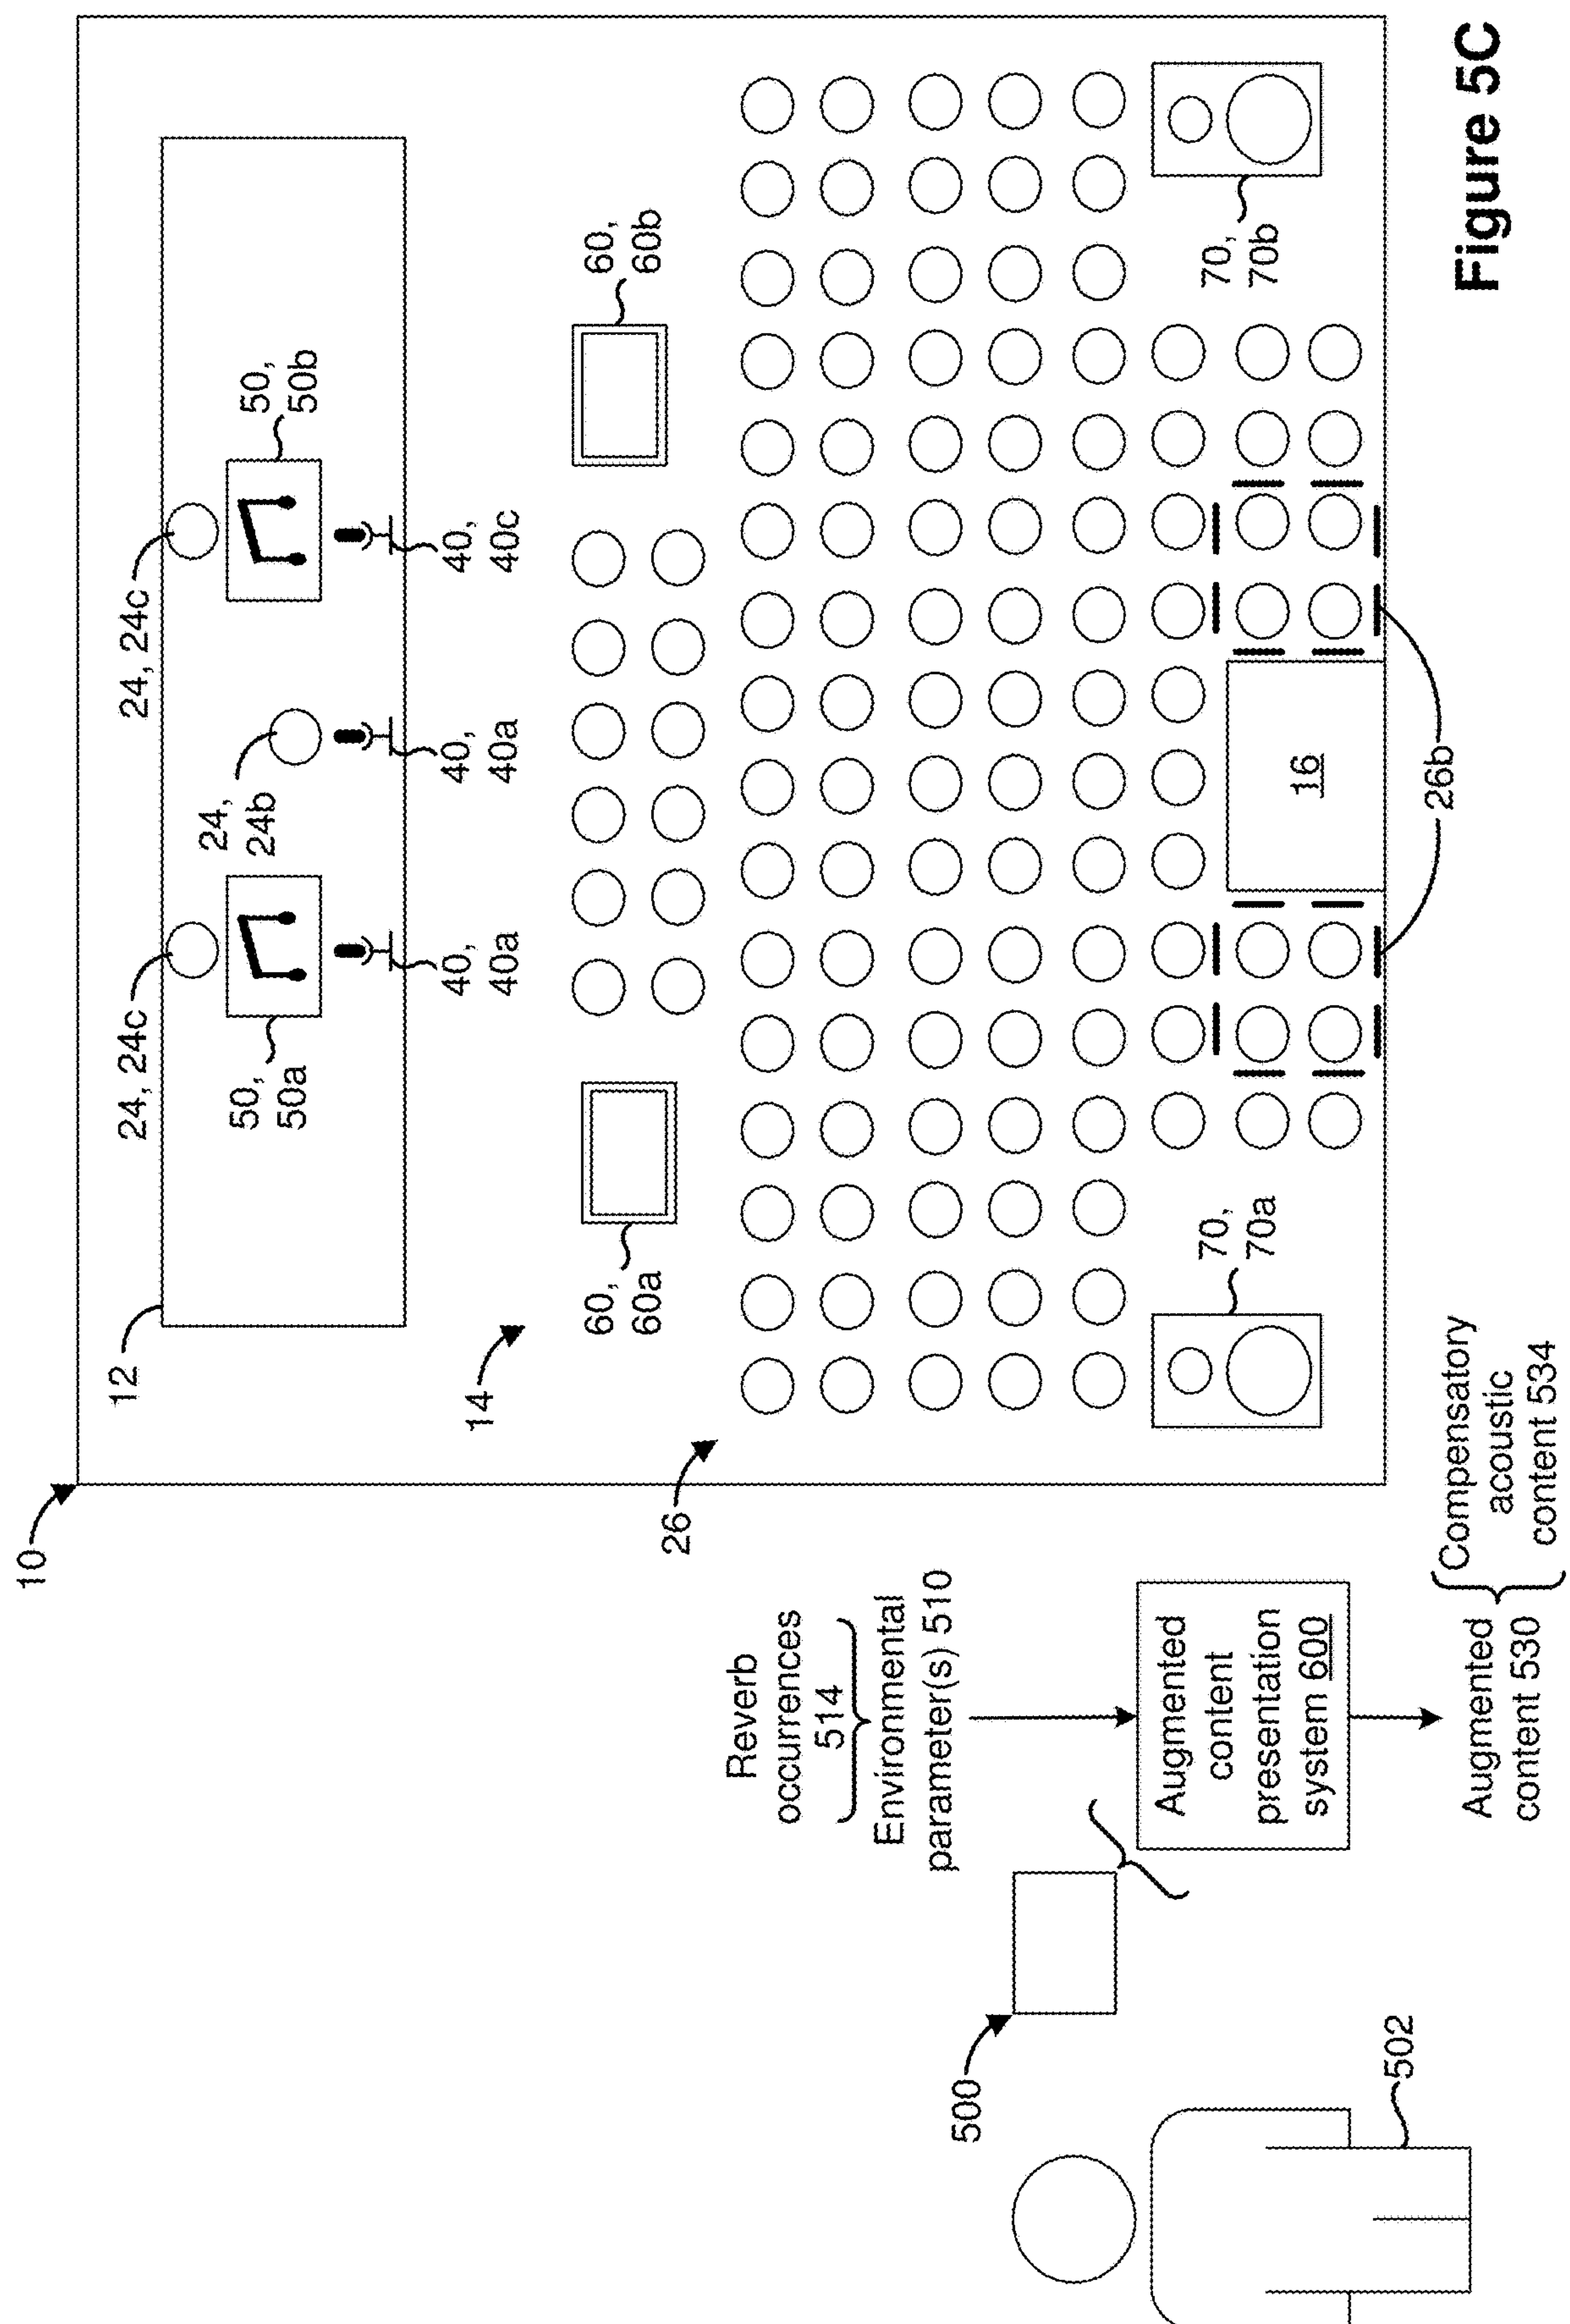 10
12
24, 24c
24, 24c
24,
24b
50,
50a
50,
50b
40,
40a
40,
40a
40,
40c
14
60,
60a
60,
60b
26
70,
70a
70,
70b
16
26b
500
502
Reverb
occurrences
514
Environmental
parameter(s) 510
Augmented
content
presentation
system 600
Augmented
content 530
Compensatory
acoustic
content 534
Figure 5C